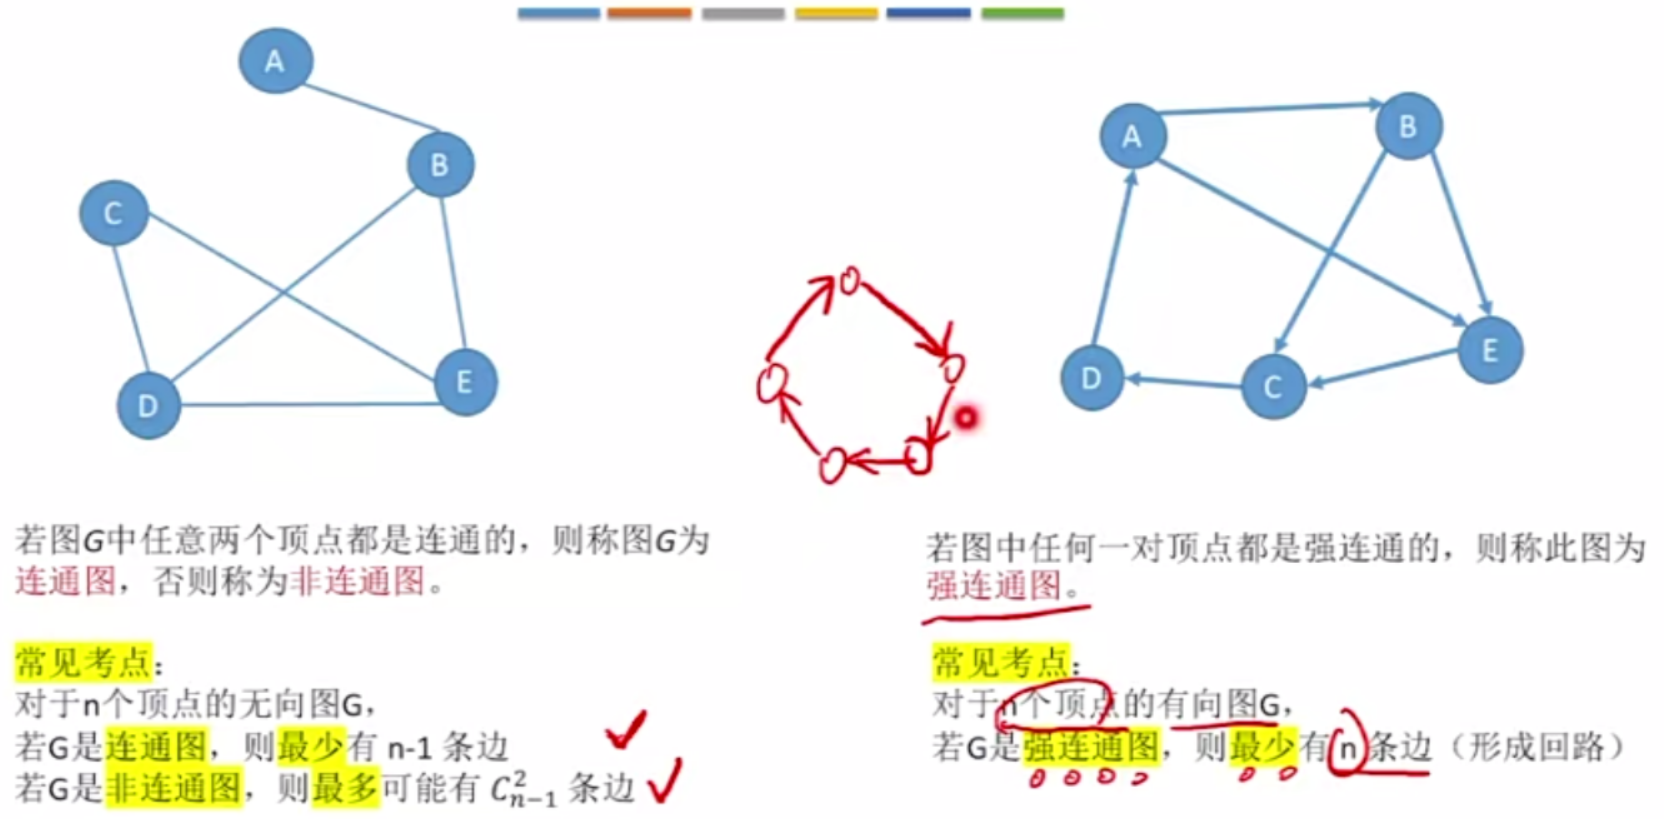 A
B
C
D
E
A
B
C
D
E
若图G中任意两个顶点都是连通的，则称图G为
连通图，否则称为非连通图。
常见考点：
对于n个顶点的无向图G，
若G是连通图，则最少有 n-1 条边
若G是非连通图，则最多可能有 $C_{n-1}^{2}$ 条边
若图中任何一对顶点都是强连通的，则称此图为
强连通图。
常见考点：
对于n个顶点的有向图G，
若G是强连通图，则最少有 n 条边（形成回路）